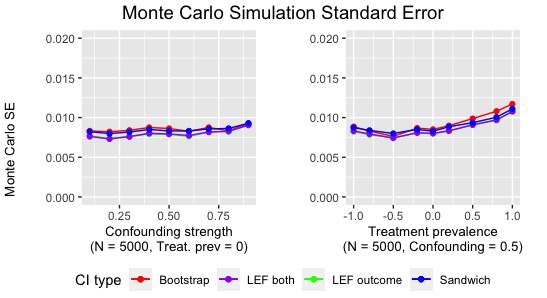 Monte Carlo Simulation Standard Error
Monte Carlo SE
0.020
0.015
0.010
0.005
0.000
0.25 0.50 0.75
Confounding strength
(N = 5000, Treat. prev = 0)
0.020
0.015
0.010
0.005
0.000
-1.0 -0.5 0.0 0.5 1.0
Treatment prevalence
(N = 5000, Confounding = 0.5)
CI type Bootstrap LEF both LEF outcome Sandwich